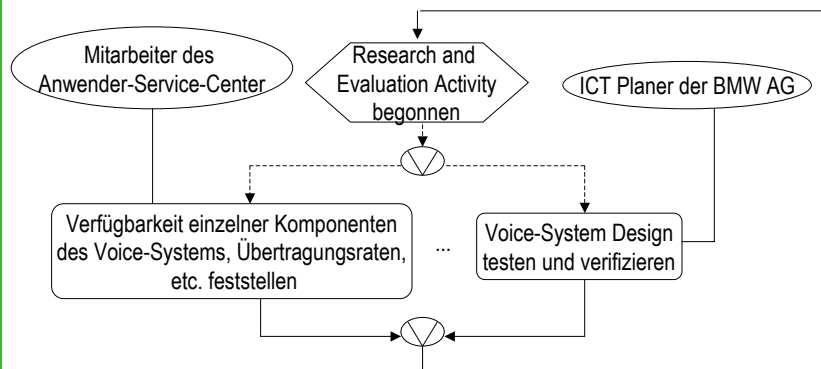 Mitarbeiter des
Anwender-Service-Center
Research and
Evaluation Activity
begonnen
ICT Planer der BMW AG
Verfügbarkeit einzelner Komponenten
des Voice-Systems, Übertragungsraten,
etc. feststellen
...
Voice-System Design
testen und verifizieren